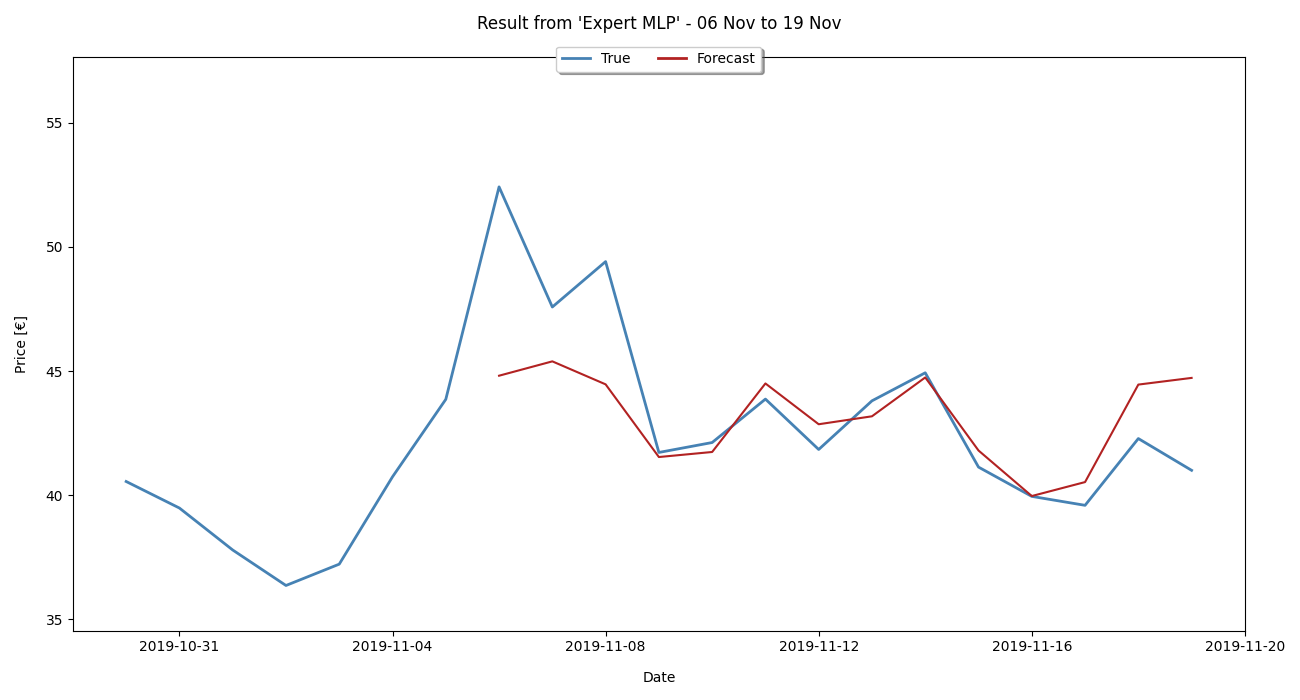 Result from 'Expert MLP' - 06 Nov to 19 Nov
True Forecast
55
50
45
40
35
Price [€]
2019-10-31 2019-11-04 2019-11-08 2019-11-12 2019-11-16 2019-11-20
Date